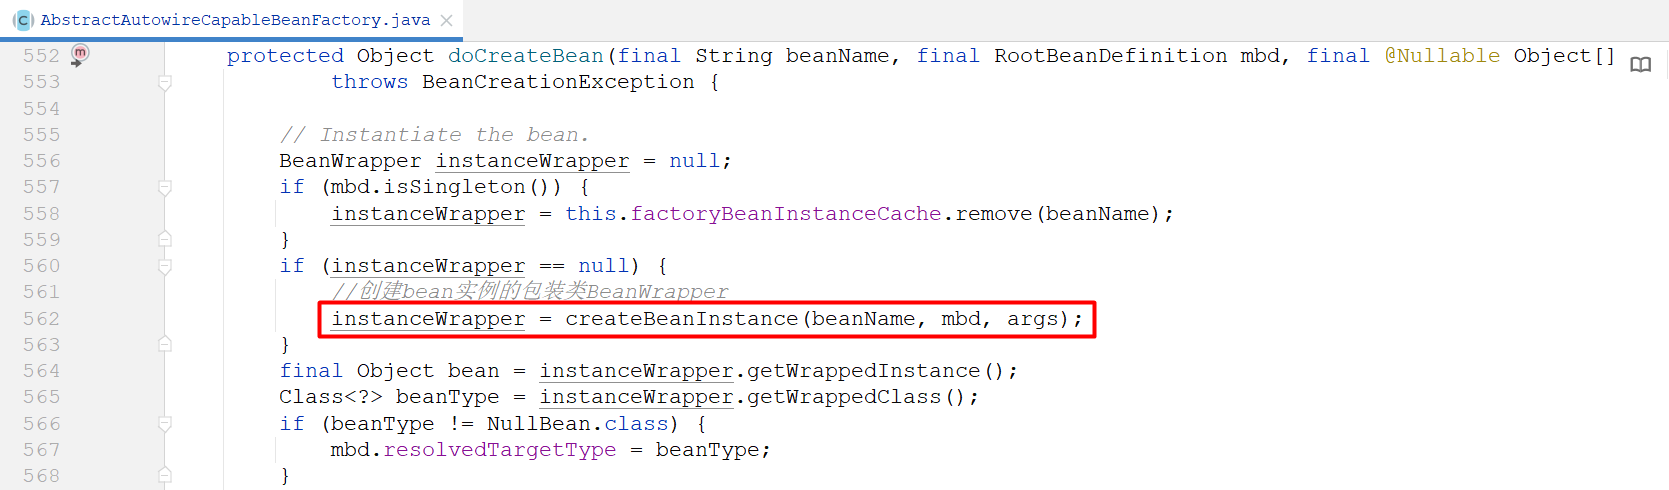 AbstractAutowireCapableBeanFactory.java
552 protected Object doCreateBean(final String beanName, final RootBeanDefinition mbd, final @Nullable Object[]
553 throws BeanCreationException {
554
555 // Instantiate the bean.
556 BeanWrapper instanceWrapper = null;
557 if (mbd.isSingleton()) {
558 instanceWrapper = this.factoryBeanInstanceCache.remove(beanName);
559 }
560 if (instanceWrapper == null) {
561 //创建bean实例的包装类BeanWrapper
562 instanceWrapper = createBeanInstance(beanName, mbd, args);
563 }
564 final Object bean = instanceWrapper.getWrappedInstance();
565 Class<?> beanType = instanceWrapper.getWrappedClass();
566 if (beanType != NullBean.class) {
567 mbd.resolvedTargetType = beanType;
568 }